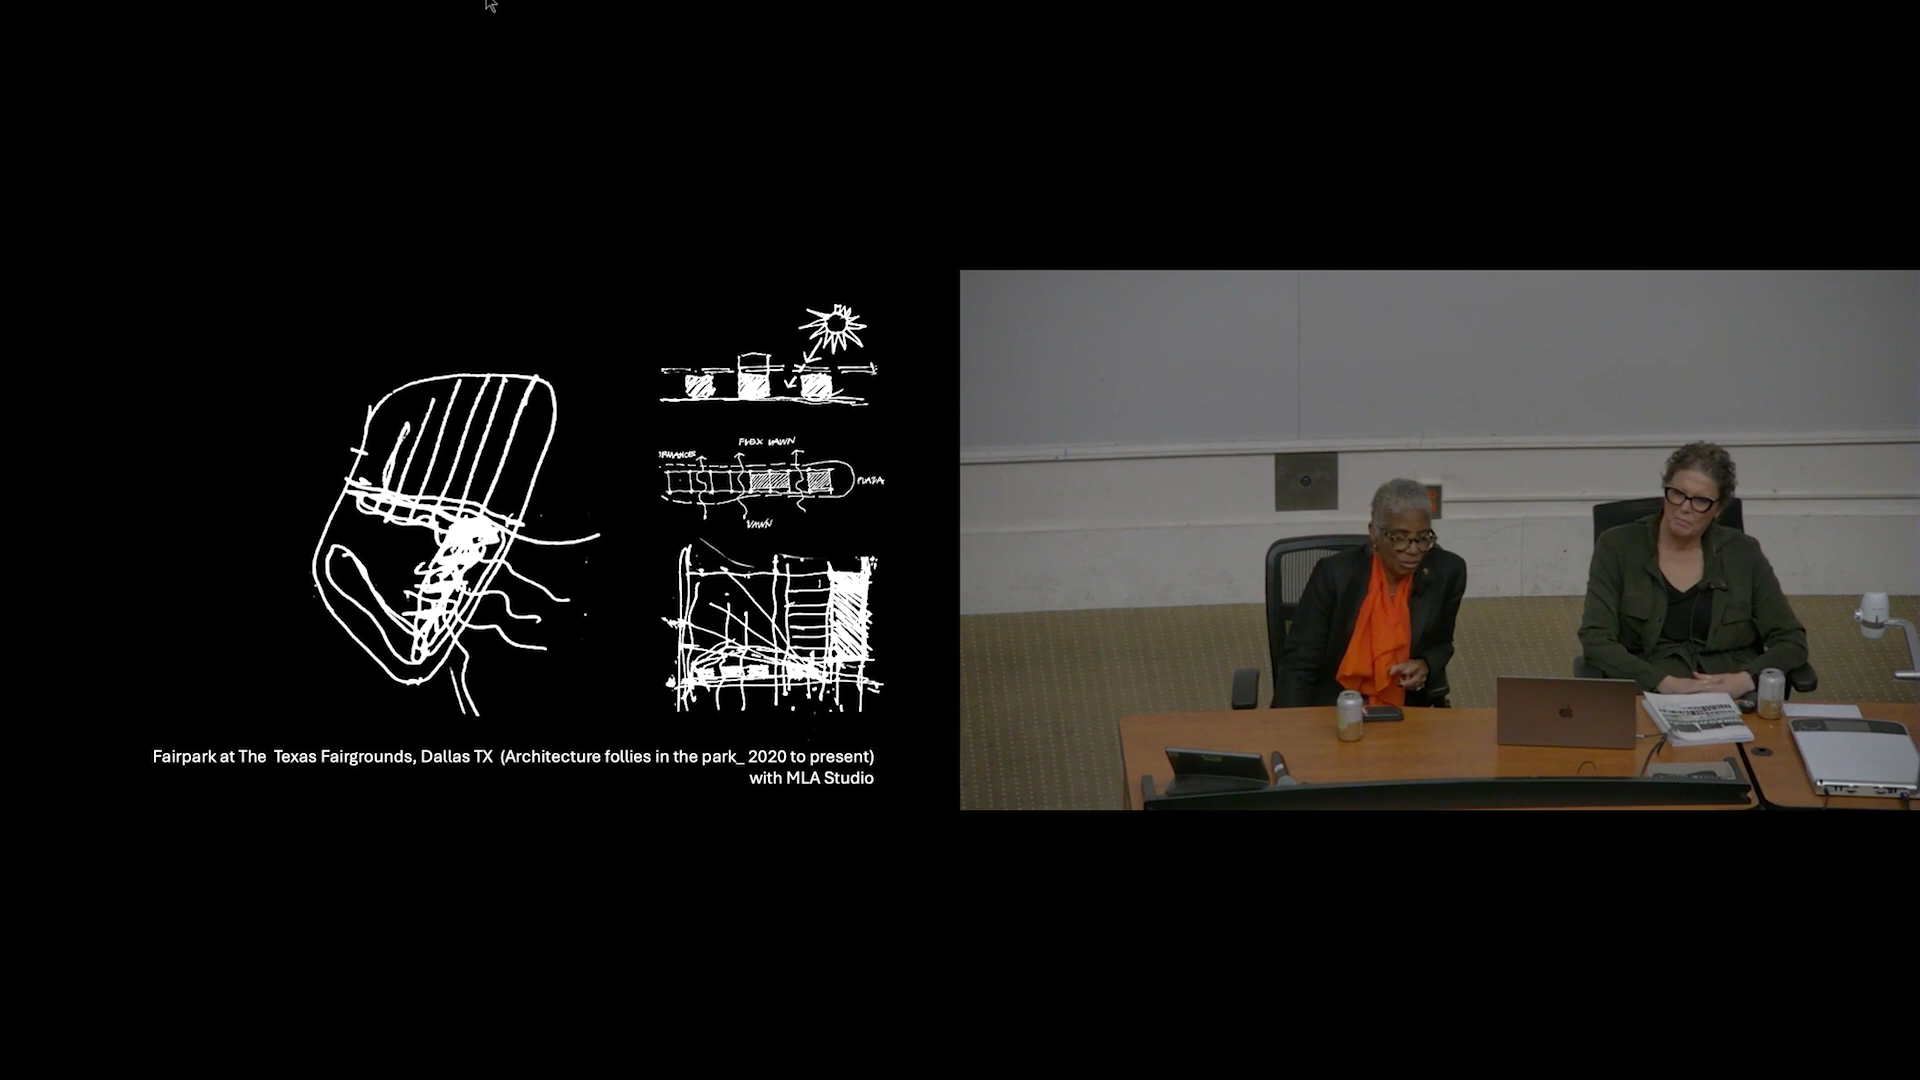 FLEX LAWN
PLAZA
LAWN
Fairpark at The Texas Fairgrounds, Dallas TX (Architecture follies in the park_ 2020 to present)
with MLA Studio